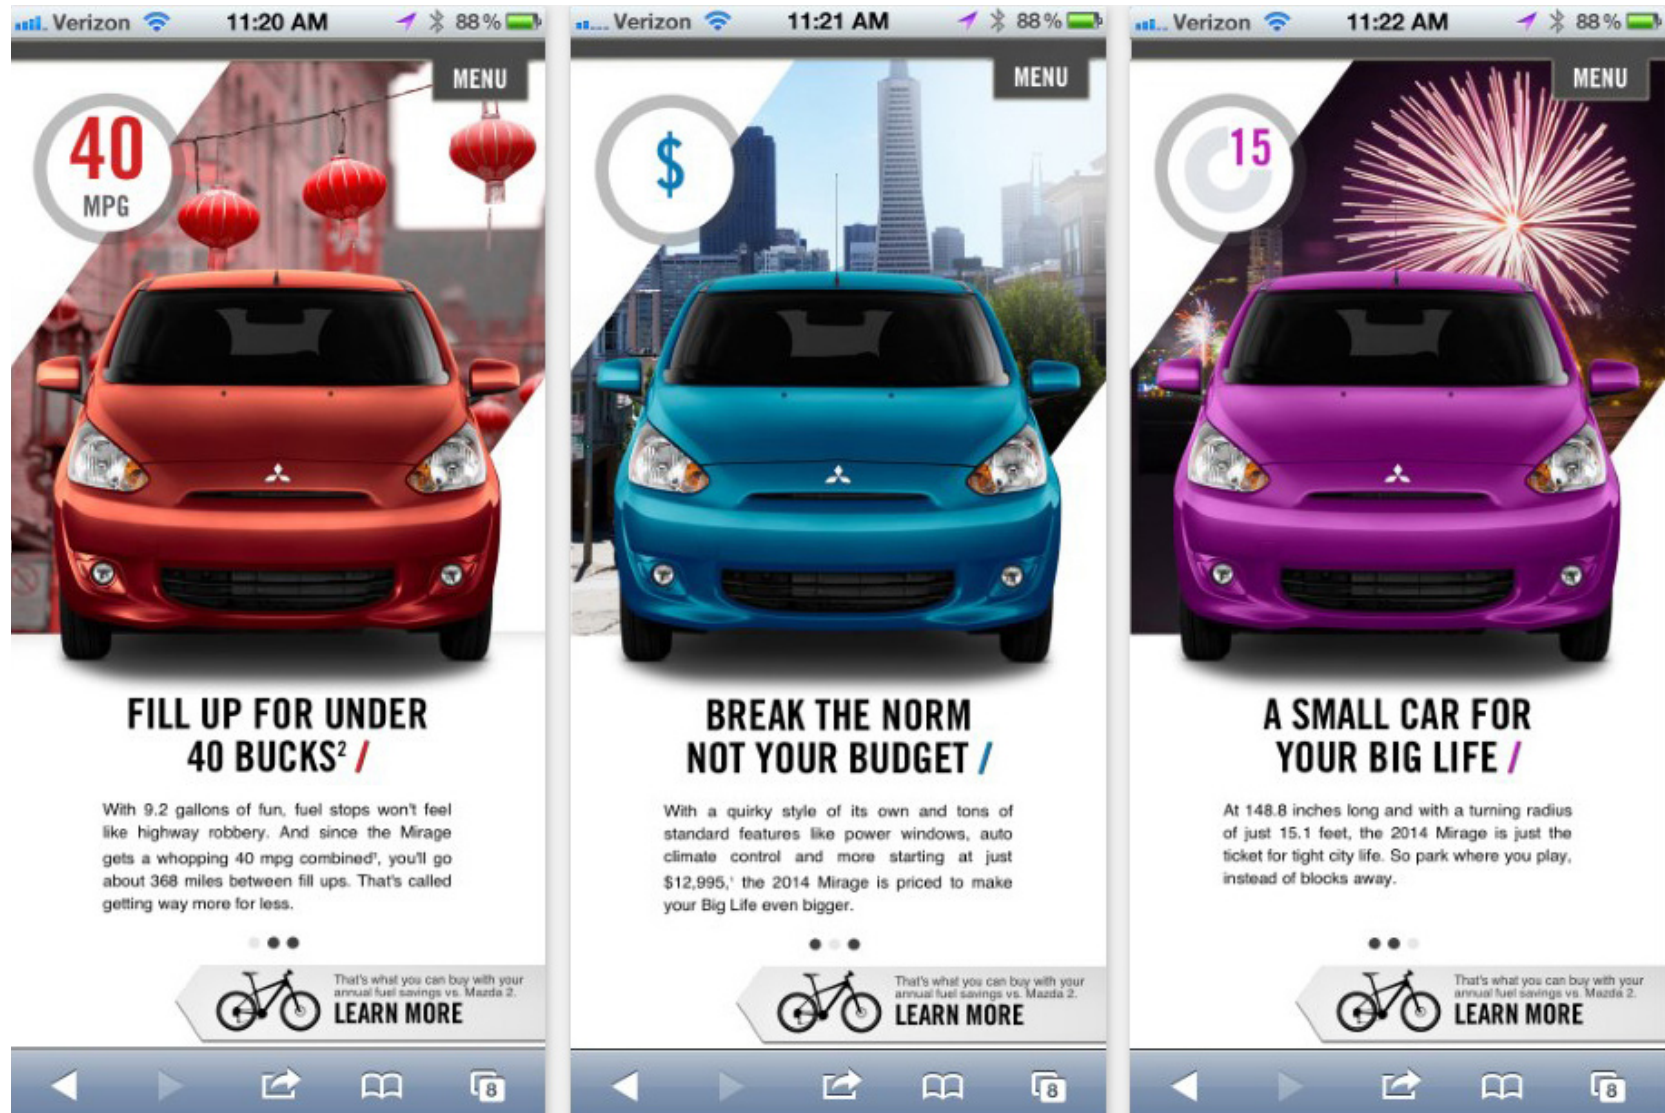 Verizon 11:20 AM 88%
MENU
40
MPG
FILL UP FOR UNDER
40 BUCKS² /
With 9.2 gallons of fun, fuel stops won't feel
like highway robbery. And since the Mirage
gets a whopping 40 mpg combined¹, you'll go
about 368 miles between fill ups. That's called
getting way more for less.
That's what you can buy with your
annual fuel savings vs. Mazda 2.
LEARN MORE
8
Verizon 11:21 AM 88%
MENU
$
BREAK THE NORM
NOT YOUR BUDGET /
With a quirky style of its own and tons of
standard features like power windows, auto
climate control and more starting at just
$12,995,¹ the 2014 Mirage is priced to make
your Big Life even bigger.
That's what you can buy with your
annual fuel savings vs. Mazda 2.
LEARN MORE
8
Verizon 11:22 AM 88%
MENU
15
A SMALL CAR FOR
YOUR BIG LIFE /
At 148.8 inches long and with a turning radius
of just 15.1 feet, the 2014 Mirage is just the
ticket for tight city life. So park where you play,
instead of blocks away.
That's what you can buy with your
annual fuel savings vs. Mazda 2.
LEARN MORE
8